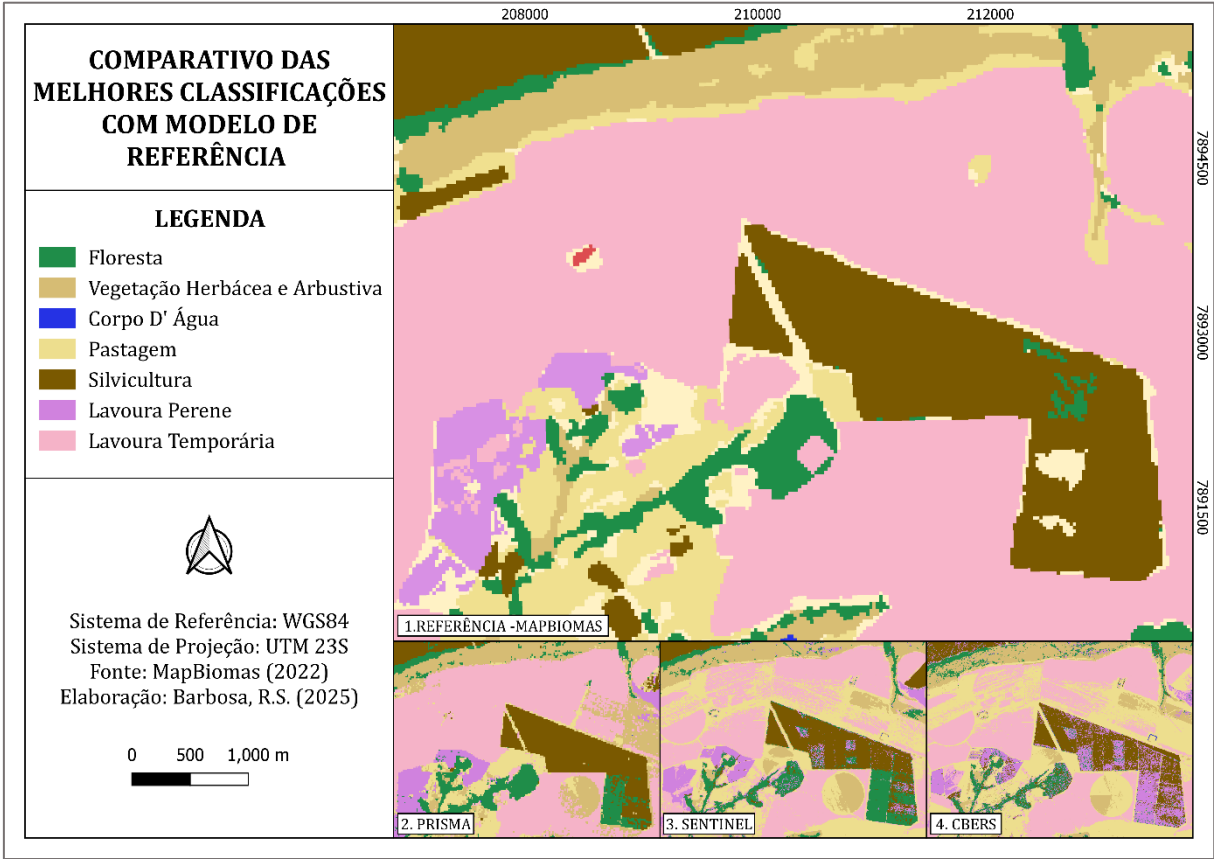 COMPARATIVO DAS
MELHORES CLASSIFICAÇÕES
COM MODELO DE
REFERÊNCIA
LEGENDA
Floresta
Vegetação Herbácea e Arbustiva
Corpo D' Água
Pastagem
Silvicultura
Lavoura Perene
Lavoura Temporária
Sistema de Referência: WGS84
Sistema de Projeção: UTM 23S
Fonte: MapBiomas (2022)
Elaboração: Barbosa, R.S. (2025)
0 500 1,000 m
208000 210000 212000
7894500
7893000
7891500
1.REFERÊNCIA -MAPBIOMAS
2. PRISMA
3. SENTINEL
4. CBERS